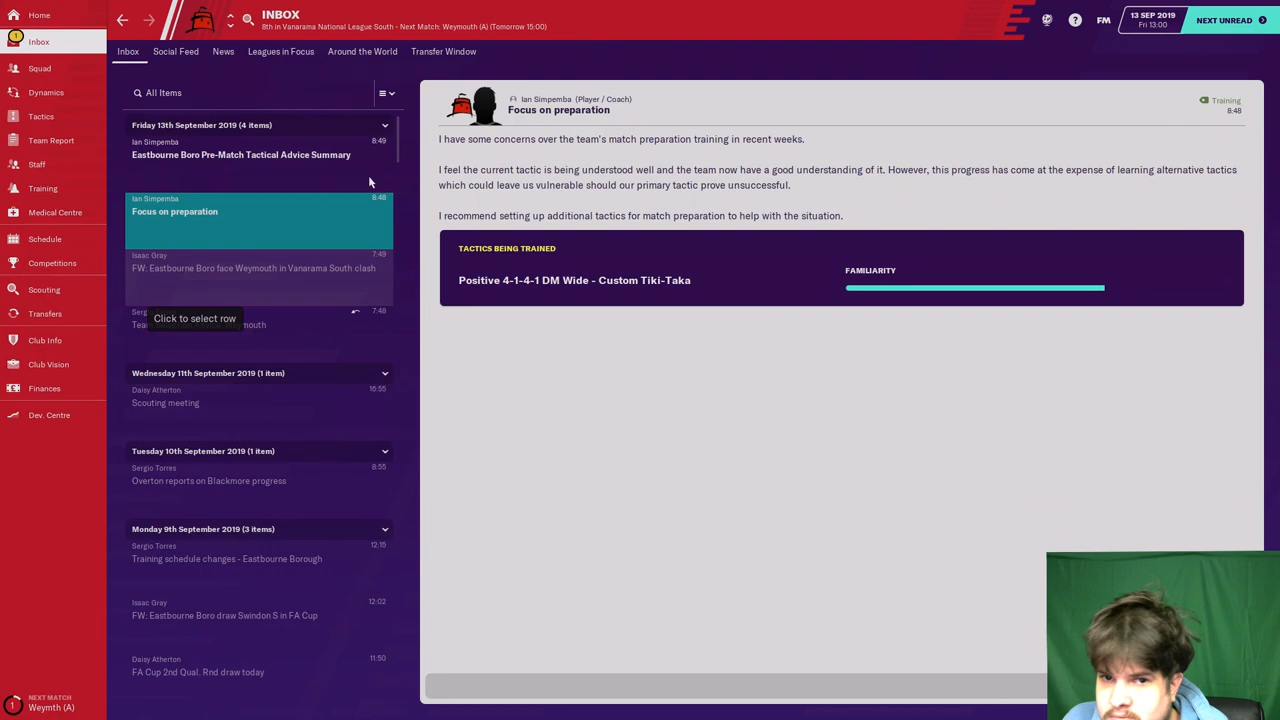 Home
1
Inbox
Squad
Dynamics
Tactics
Team Report
Staff
Training
Medical Centre
Schedule
Competitions
Scouting
Transfers
Club Info
Club Vision
Finances
Dev. Centre
1
NEXT MATCH
Weymth (A)
INBOX
8th in Vanarama National League South - Next Match: Weymouth (A) (Tomorrow 15:00)
?
FM
13 SEP 2019
Fri 13:00
NEXT UNREAD
Inbox
Social Feed
News
Leagues in Focus
Around the World
Transfer Window
All Items
Friday 13th September 2019 (4 items)
Ian Simpemba
8:49
Eastbourne Boro Pre-Match Tactical Advice Summary
Ian Simpemba
8:48
Focus on preparation
Isaac Gray
7:49
FW: Eastbourne Boro face Weymouth in Vanarama South clash
7:48
Click to select row
Wednesday 11th September 2019 (1 item)
Daisy Atherton
16:55
Scouting meeting
Tuesday 10th September 2019 (1 item)
Sergio Torres
8:55
Overton reports on Blackmore progress
Monday 9th September 2019 (3 items)
Sergio Torres
12:15
Training schedule changes - Eastbourne Borough
Isaac Gray
12:02
FW: Eastbourne Boro draw Swindon S in FA Cup
Daisy Atherton
11:50
FA Cup 2nd Qual. Rnd draw today
Ian Simpemba (Player / Coach)
Focus on preparation
Training
8:48
I have some concerns over the team's match preparation training in recent weeks.
I feel the current tactic is being understood well and the team now have a good understanding of it. However, this progress has come at the expense of learning alternative tactics
which could leave us vulnerable should our primary tactic prove unsuccessful.
I recommend setting up additional tactics for match preparation to help with the situation.
TACTICS BEING TRAINED
Positive 4-1-4-1 DM Wide - Custom Tiki-Taka
FAMILIARITY